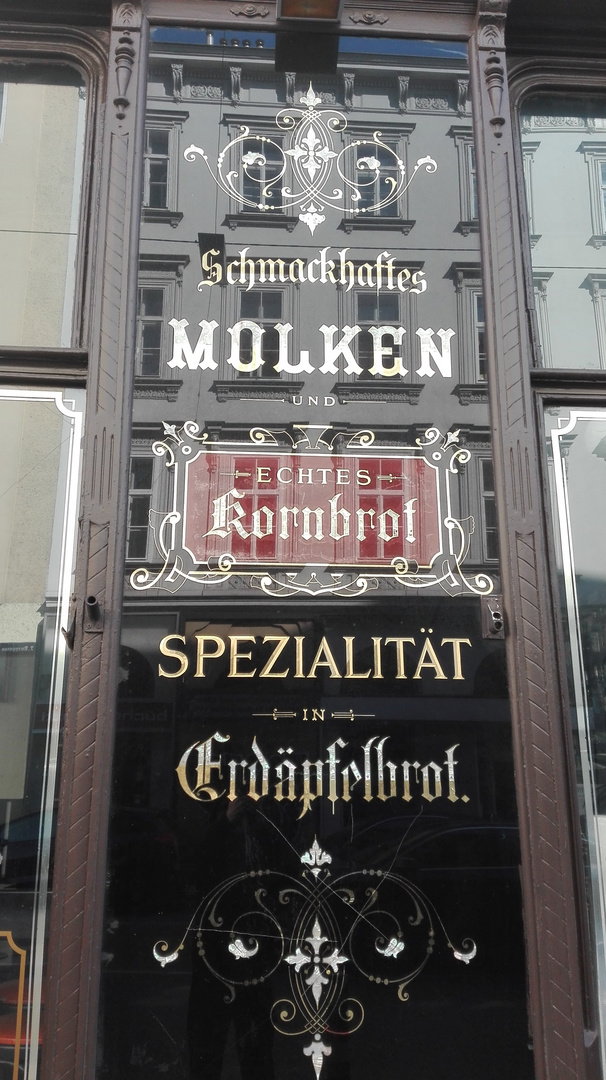 Schmackhaftes
MOLKEN
UND
ECHTES
Kornbrot
SPEZIALITÄT
IN
Erdäpfelbrot.